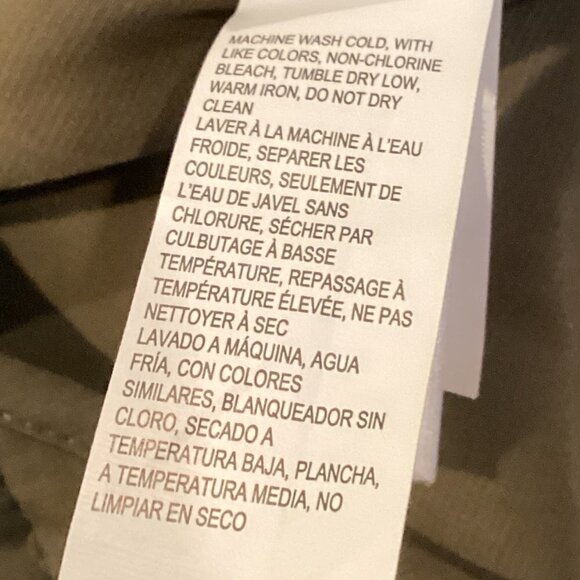 MACHINE WASH COLD, WITH
LIKE COLORS, NON-CHLORINE
BLEACH, TUMBLE DRY LOW,
WARM IRON, DO NOT DRY
CLEAN
LAVER À LA MACHINE À L'EAU
FROIDE, SEPARER LES
COULEURS, SEULEMENT DE
L'EAU DE JAVEL SANS
CHLORURE, SÉCHER PAR
CULBUTAGE À BASSE
TEMPÉRATURE, REPASSAGE À
TEMPÉRATURE ÉLEVÉE, NE PAS
NETTOYER À SEC
LAVADO A MÁQUINA, AGUA
FRÍA, CON COLORES
SIMILARES, BLANQUEADOR SIN
CLORO, SECADO A
TEMPERATURA BAJA, PLANCHA,
A TEMPERATURA MEDIA, NO
LIMPIAR EN SECO